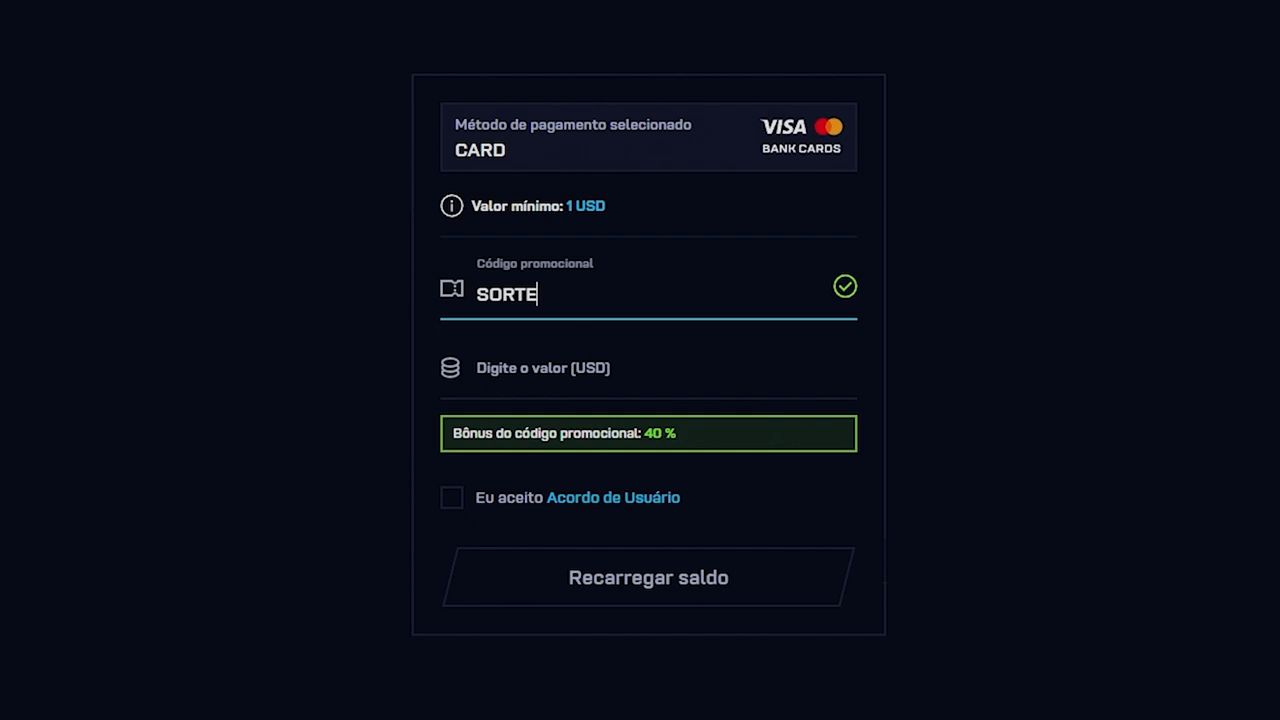 Método de pagamento selecionado
CARD
VISA
BANK CARDS
Valor mínimo: 1 USD
Código promocional
SORTE
Digite o valor (USD)
Bônus do código promocional: 40 %
Eu aceito Acordo de Usuário
Recarregar saldo